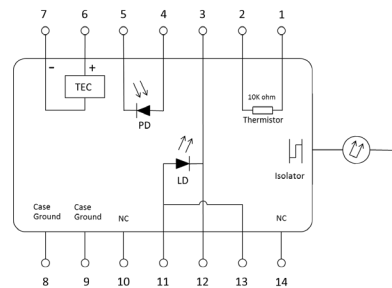 7 6 5 4 3 2 1
- +
TEC
10K ohm
Thermistor
PD
Isolator
LD
Case Ground
Case Ground
NC
NC
8 9 10 11 12 13 14